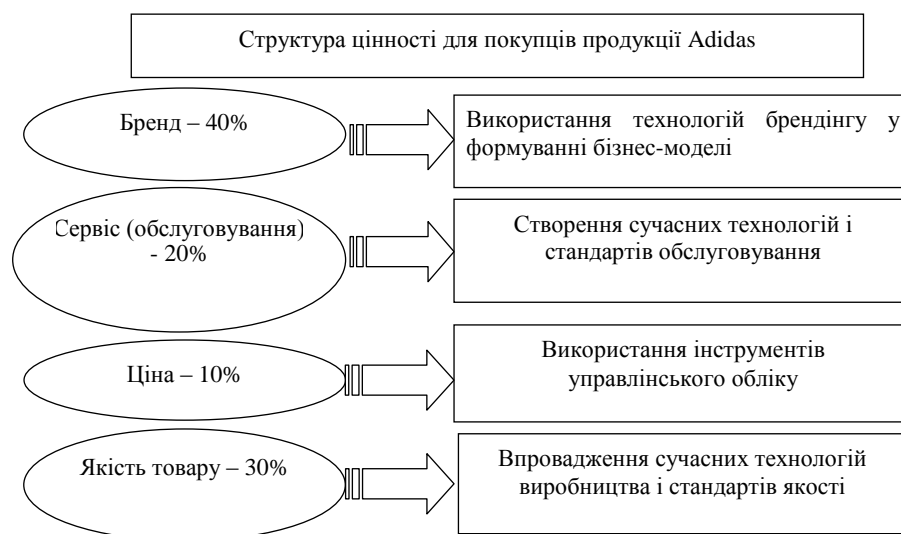 Структура цінності для покупців продукції Adidas
Бренд – 40%
Використання технологій брендінгу у
формуванні бізнес-моделі
Сервіс (обслуговування)
- 20%
Створення сучасних технологій і
стандартів обслуговування
Ціна – 10%
Використання інструментів
управлінського обліку
Якість товару – 30%
Впровадження сучасних технологій
виробництва і стандартів якості